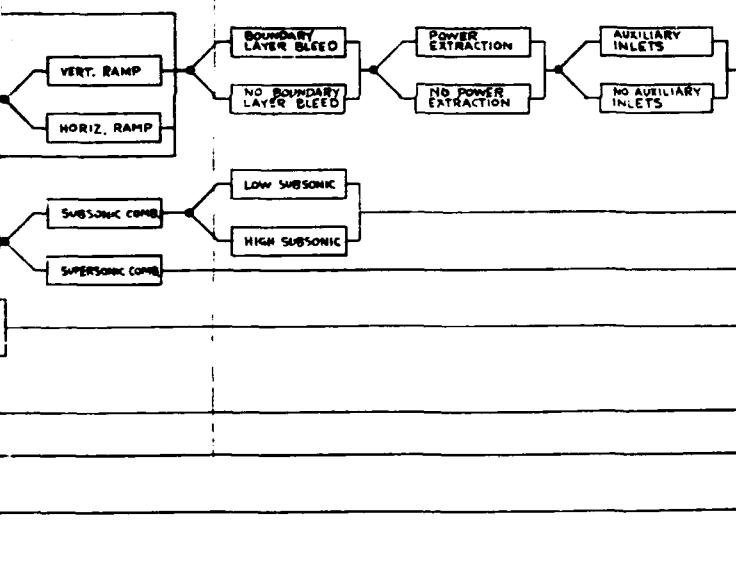 BOUNDARY
LAYER BLEED
POWER
EXTRACTION
AUXILIARY
INLETS
VERT. RAMP
NO BOUNDARY
LAYER BLEED
NO POWER
EXTRACTION
NO AUXILIARY
INLETS
HORIZ. RAMP
LOW SUBSONIC
SUBSONIC COMB.
HIGH SUBSONIC
SUPERSONIC COMB.